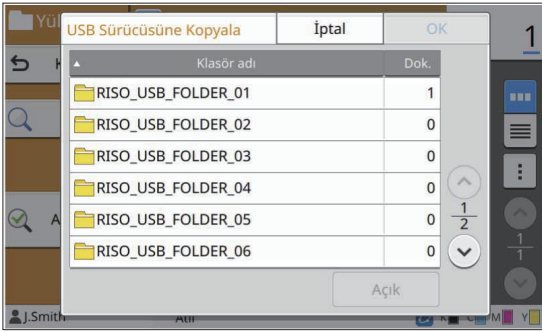 Yü
USB Sürücüsüne Kopyala
İptal
OK
1
Klasör adı
Dok.
RISO_USB_FOLDER_01
1
RISO_USB_FOLDER_02
0
RISO_USB_FOLDER_03
0
RISO_USB_FOLDER_04
0
RISO_USB_FOLDER_05
0
RISO_USB_FOLDER_06
0
1
2
1
1
A
Açık
J.Smith
K
C
M
Y